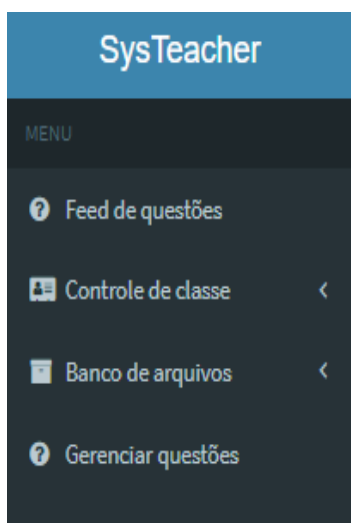 SysTeacher
MENU
Feed de questões
Controle de classe
Banco de arquivos
Gerenciar questões